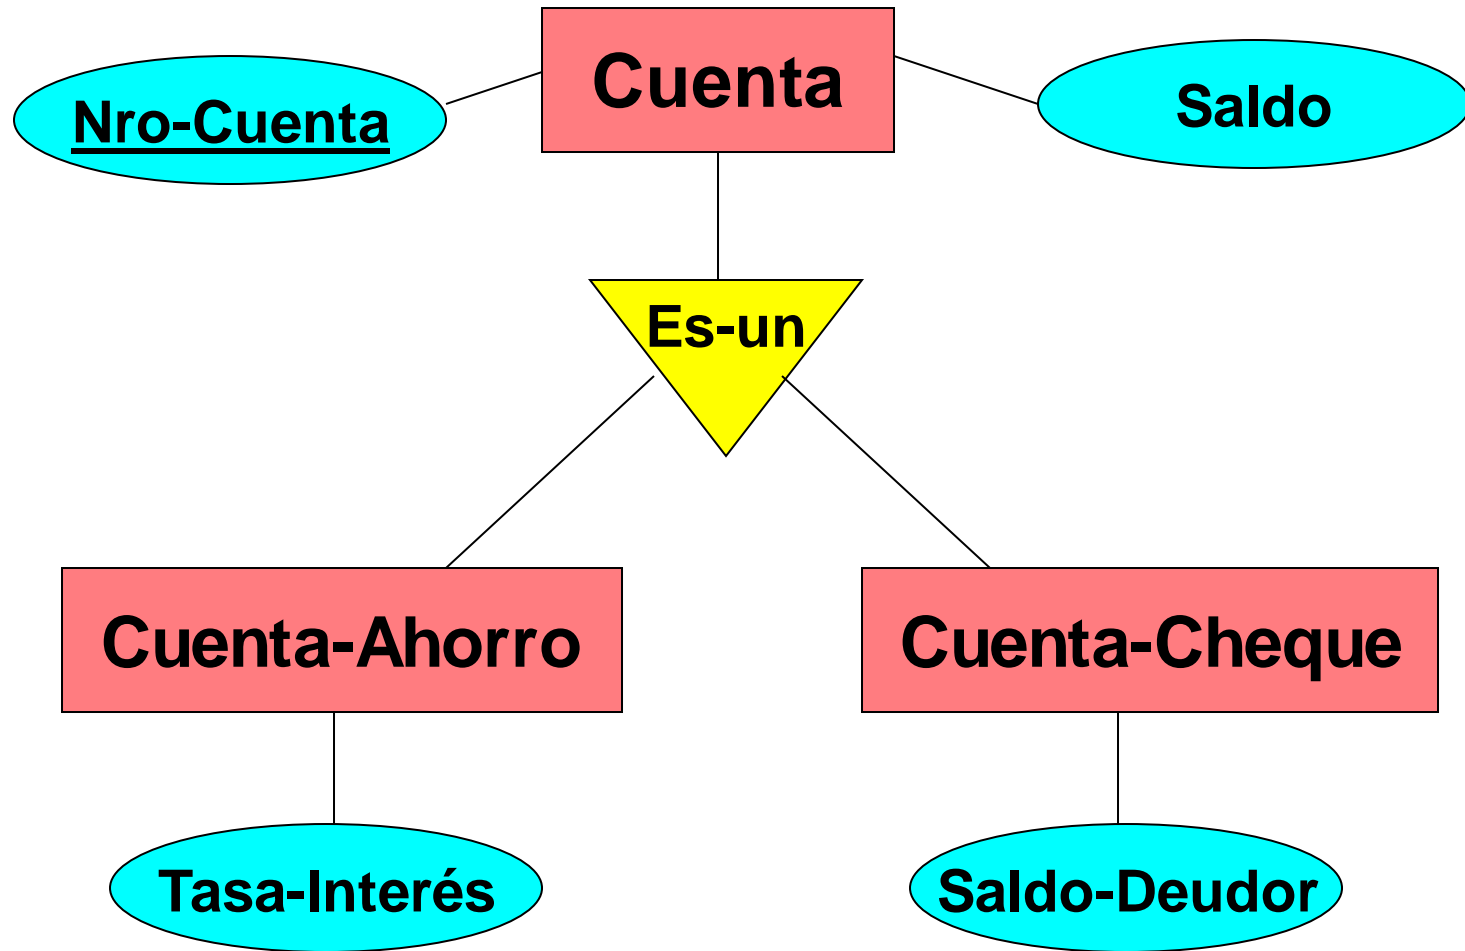 Cuenta
Nro-Cuenta
Saldo
Es-un
Cuenta-Ahorro
Cuenta-Cheque
Tasa-Interés
Saldo-Deudor